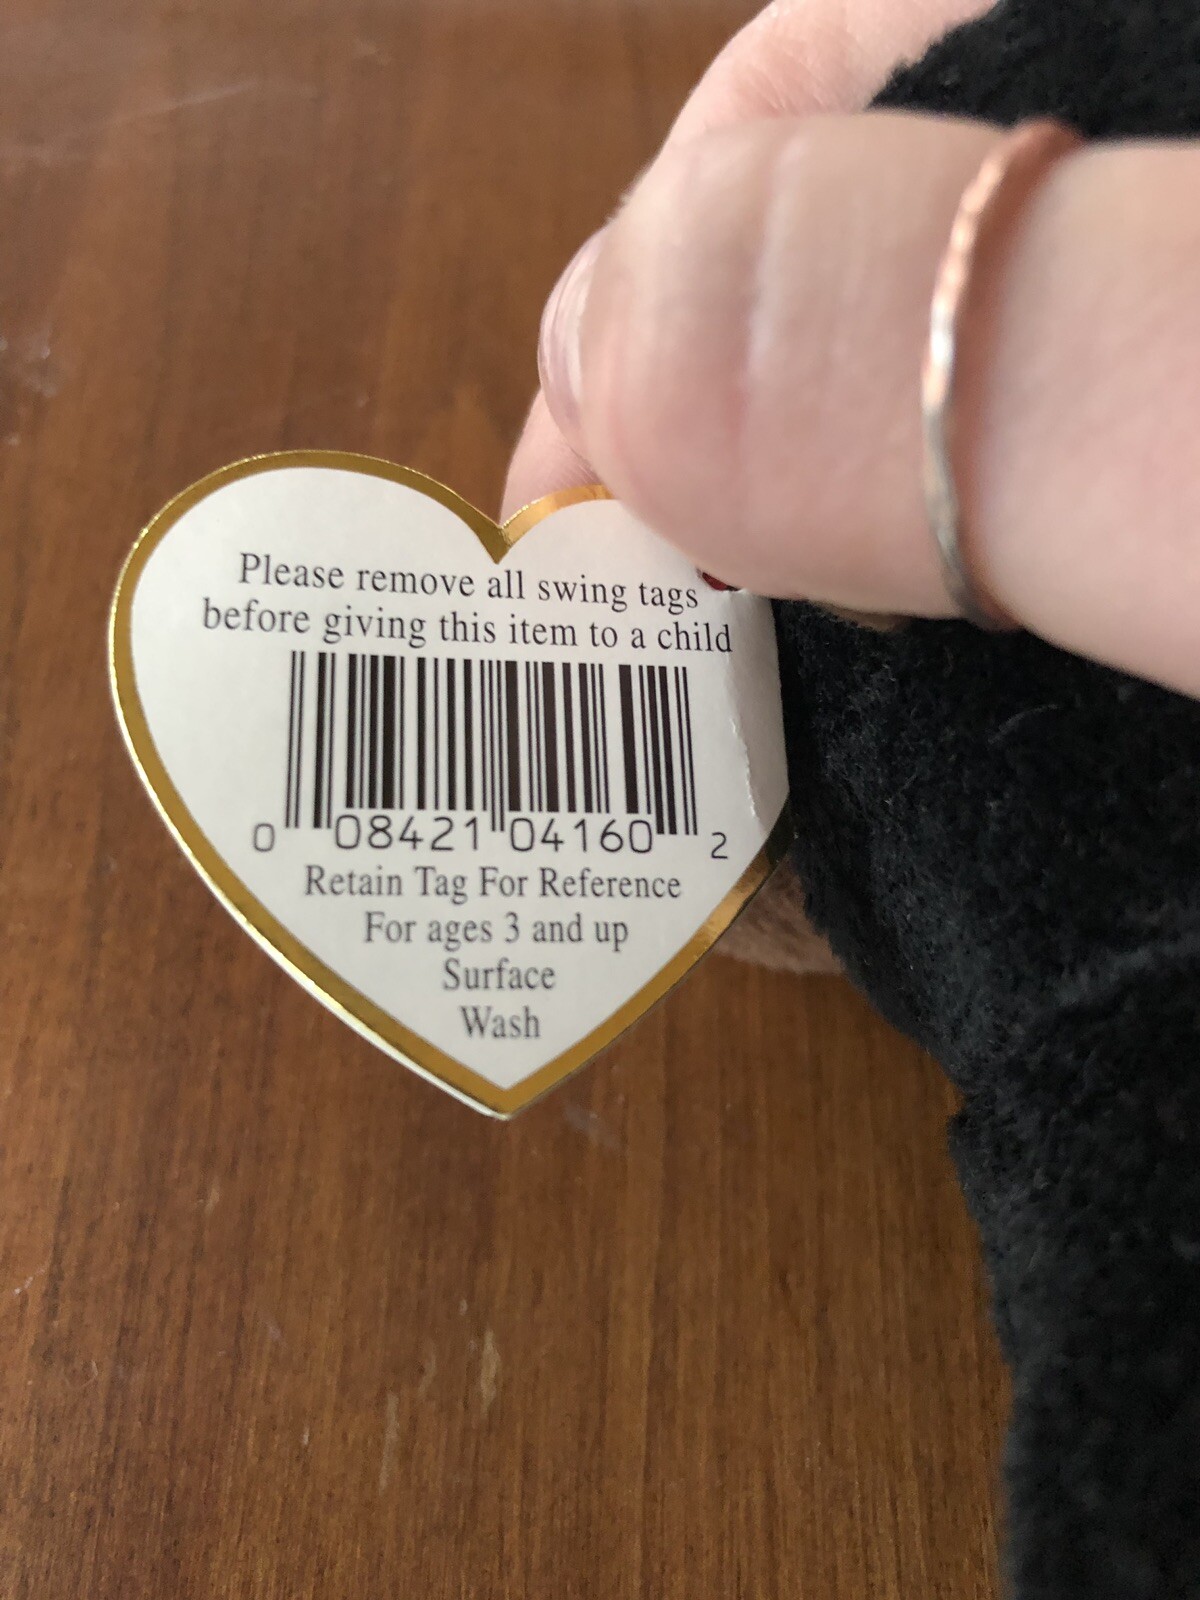 Please remove all swing tags
before giving this item to a child
0 08421 04160 2
Retain Tag For Reference
For ages 3 and up
Surface
Wash